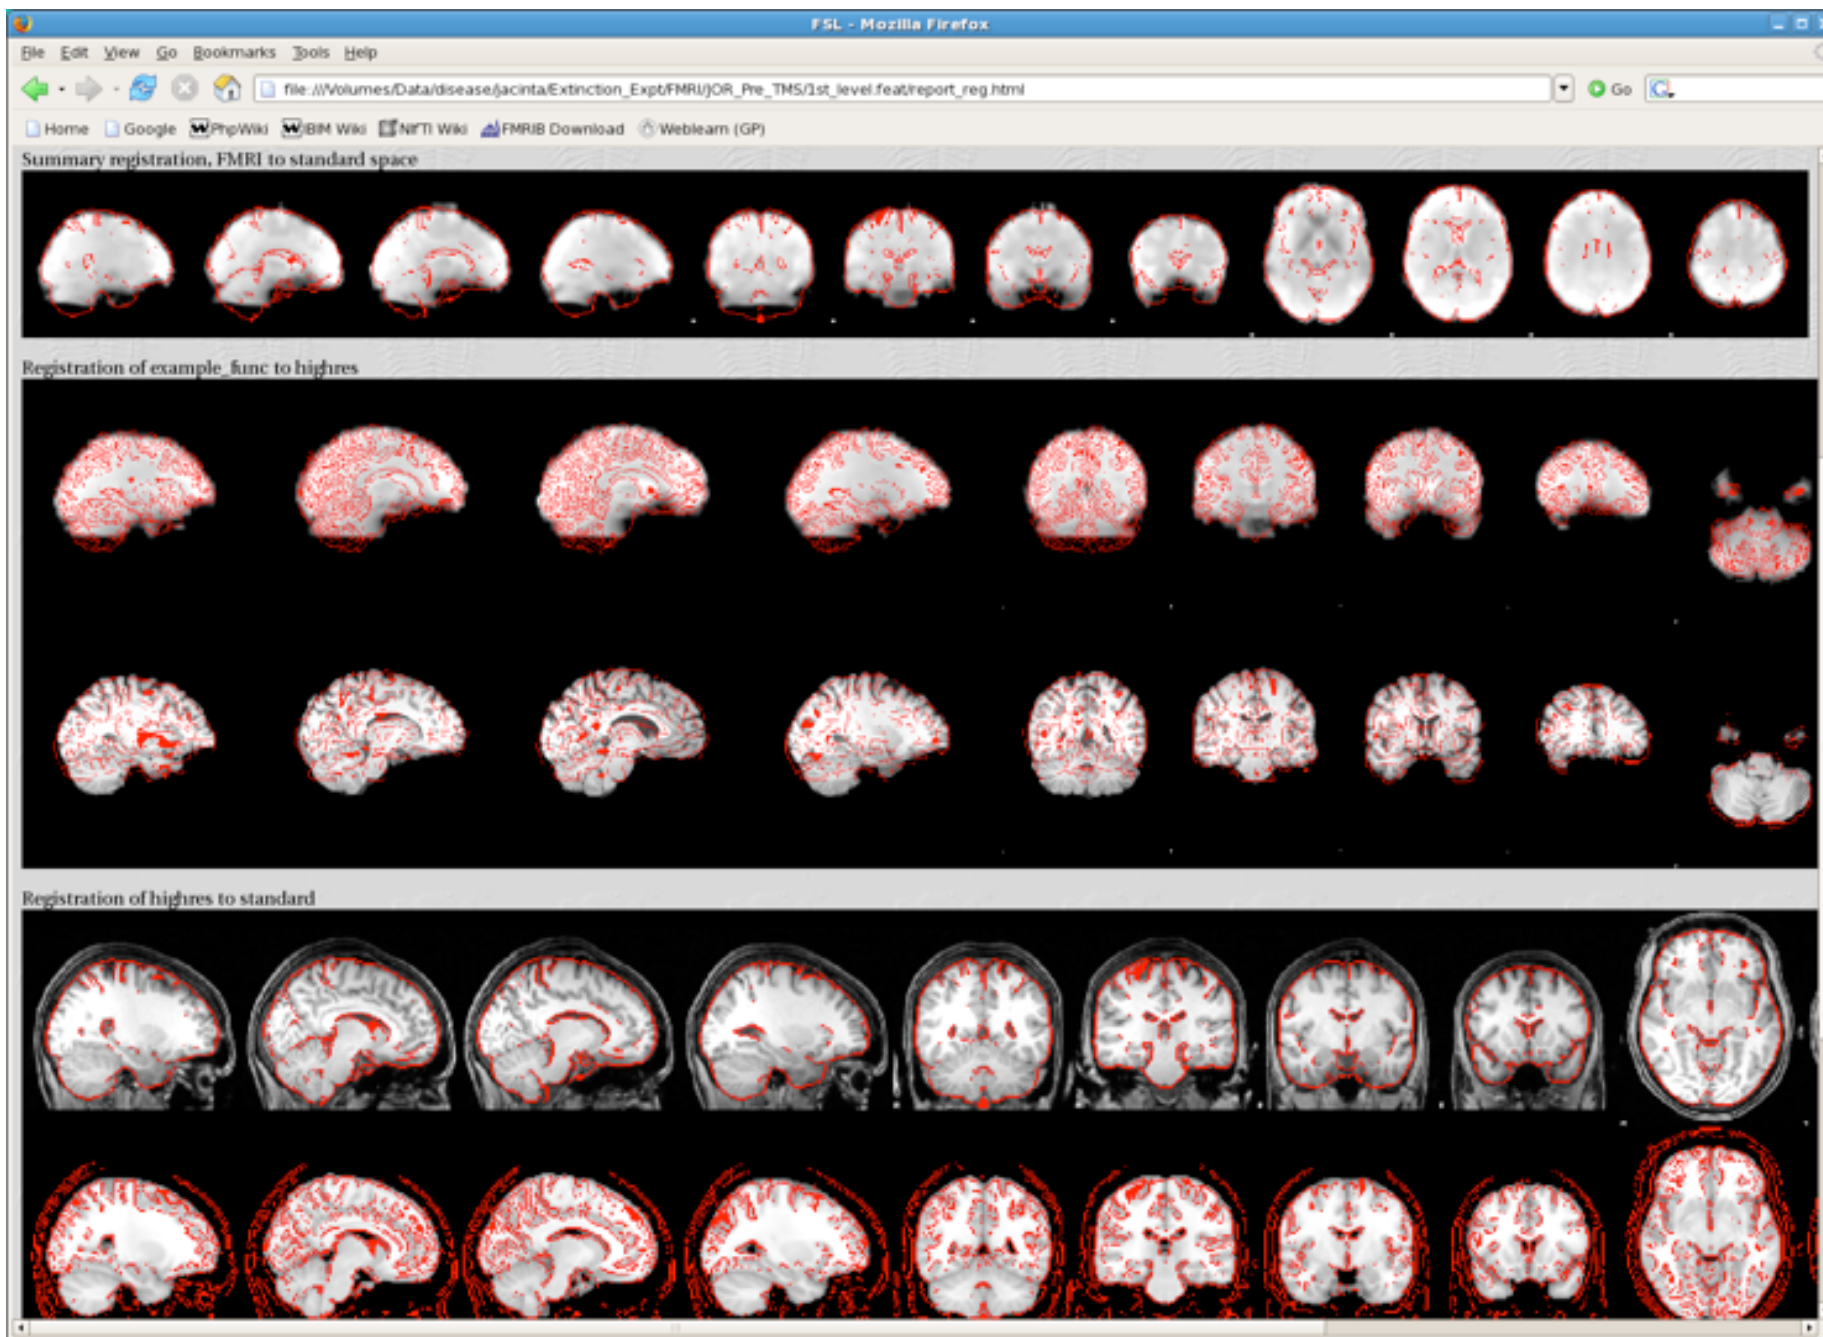 FSL - Mozilla Firefox
File Edit View Go Bookmarks Tools Help
file:///Volumes/Data/disease/jacinta/Extinction_Expt/FMRI/JOR_Pre_TMS/1st_level.feat/report_reg.html Go
Home Google PhpWiki IBIM Wiki NIfTI Wiki FMRIB Download Weblearn (GP)
Summary registration, FMRI to standard space
Registration of example_func to highres
Registration of highres to standard